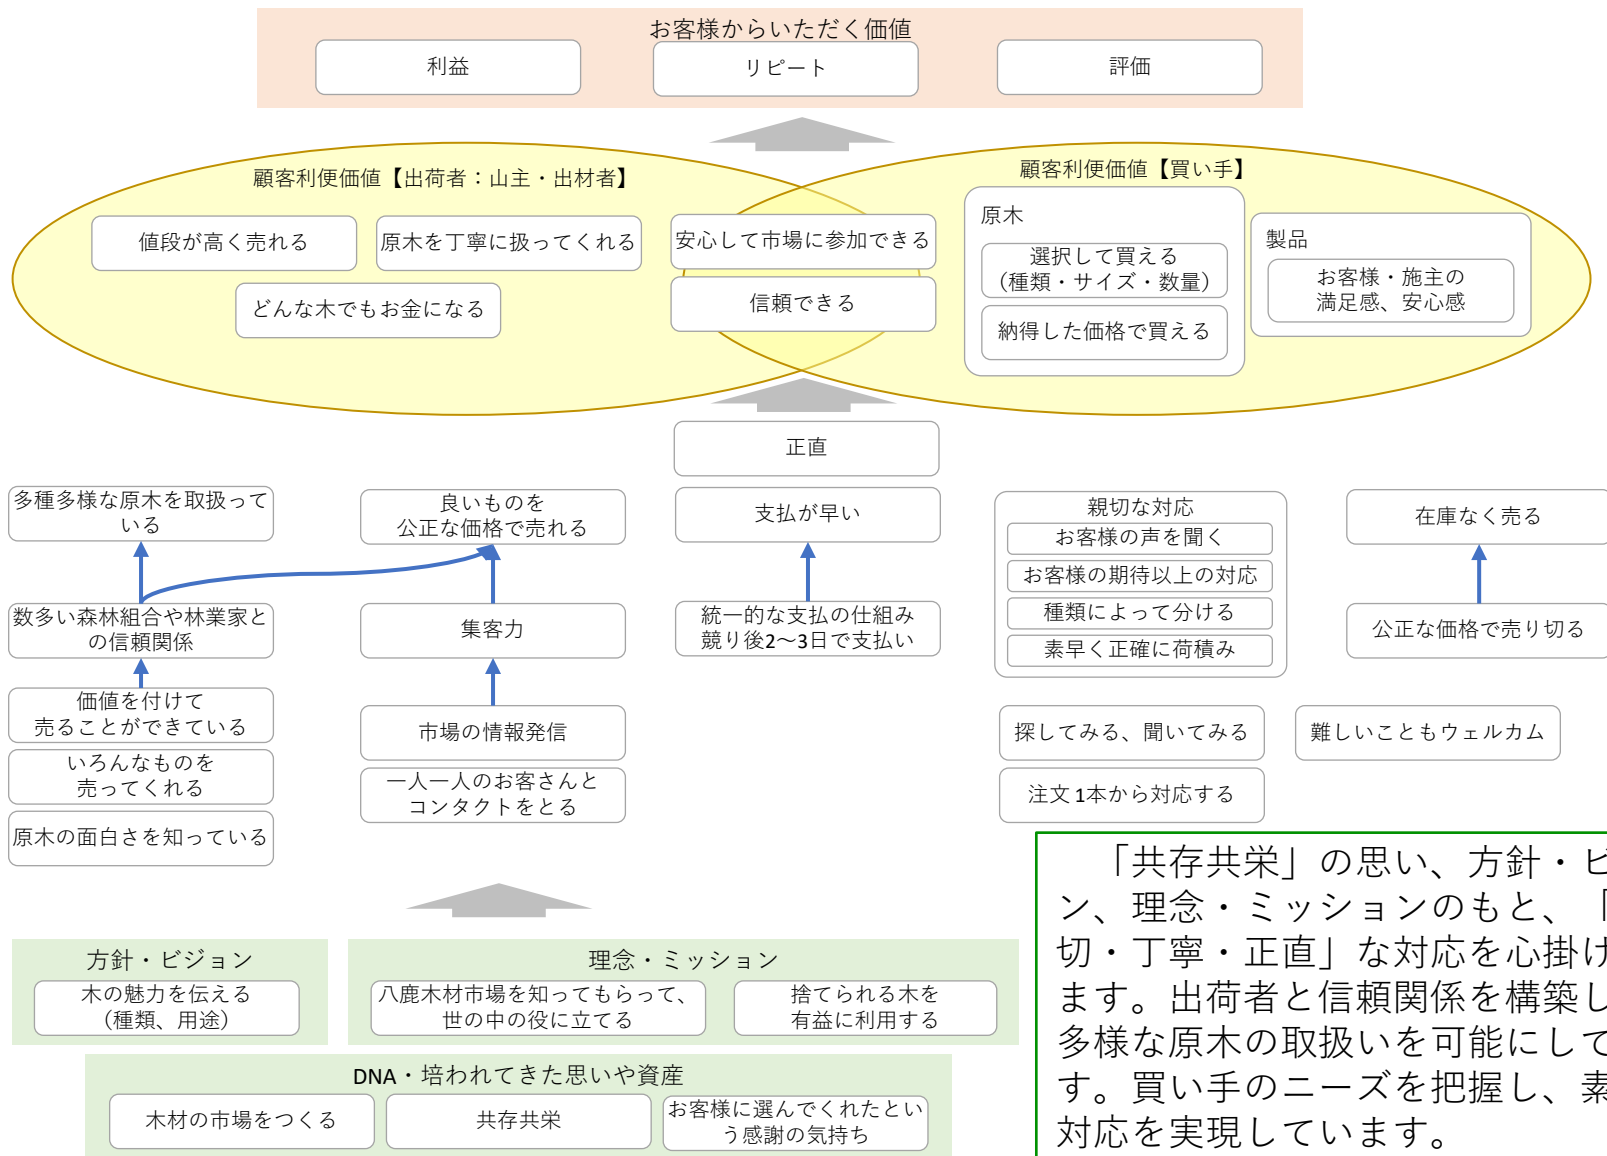 お客様からいただく価値
利益
リピート
評価
顧客利便価値【出荷者：山主・出材者】
値段が高く売れる
原木を丁寧に扱ってくれる
どんな木でもお金になる
安心して市場に参加できる
信頼できる
顧客利便価値【買い手】
原木
選択して買える
（種類・サイズ・数量）
納得した価格で買える
製品
お客様・施主の
満足感、安心感
正直
多種多様な原木を取扱って
いる
良いものを
公正な価格で売れる
支払が早い
親切な対応
お客様の声を聞く
お客様の期待以上の対応
種類によって分ける
素早く正確に荷積み
在庫なく売る
数多い森林組合や林業家と
の信頼関係
集客力
統一的な支払の仕組み
競り後2～3日で支払い
公正な価格で売り切る
価値を付けて
売ることができている
いろんなものを
売ってくれる
原木の面白さを知っている
市場の情報発信
一人一人のお客さんと
コンタクトをとる
探してみる、聞いてみる
難しいこともウェルカム
注文1本から対応する
方針・ビジョン
木の魅力を伝える
（種類、用途）
理念・ミッション
八鹿木材市場を知ってもらって、
世の中の役に立てる
捨てられる木を
有益に利用する
DNA・培われてきた思いや資産
木材の市場をつくる
共存共栄
お客様に選んでくれたとい
う感謝の気持ち
「共存共栄」の思い、方針・ビ
ン、理念・ミッションのもと、「
切・丁寧・正直」な対応を心掛け
ます。出荷者と信頼関係を構築し
多様な原木の取扱いを可能にして
す。買い手のニーズを把握し、素
対応を実現しています。